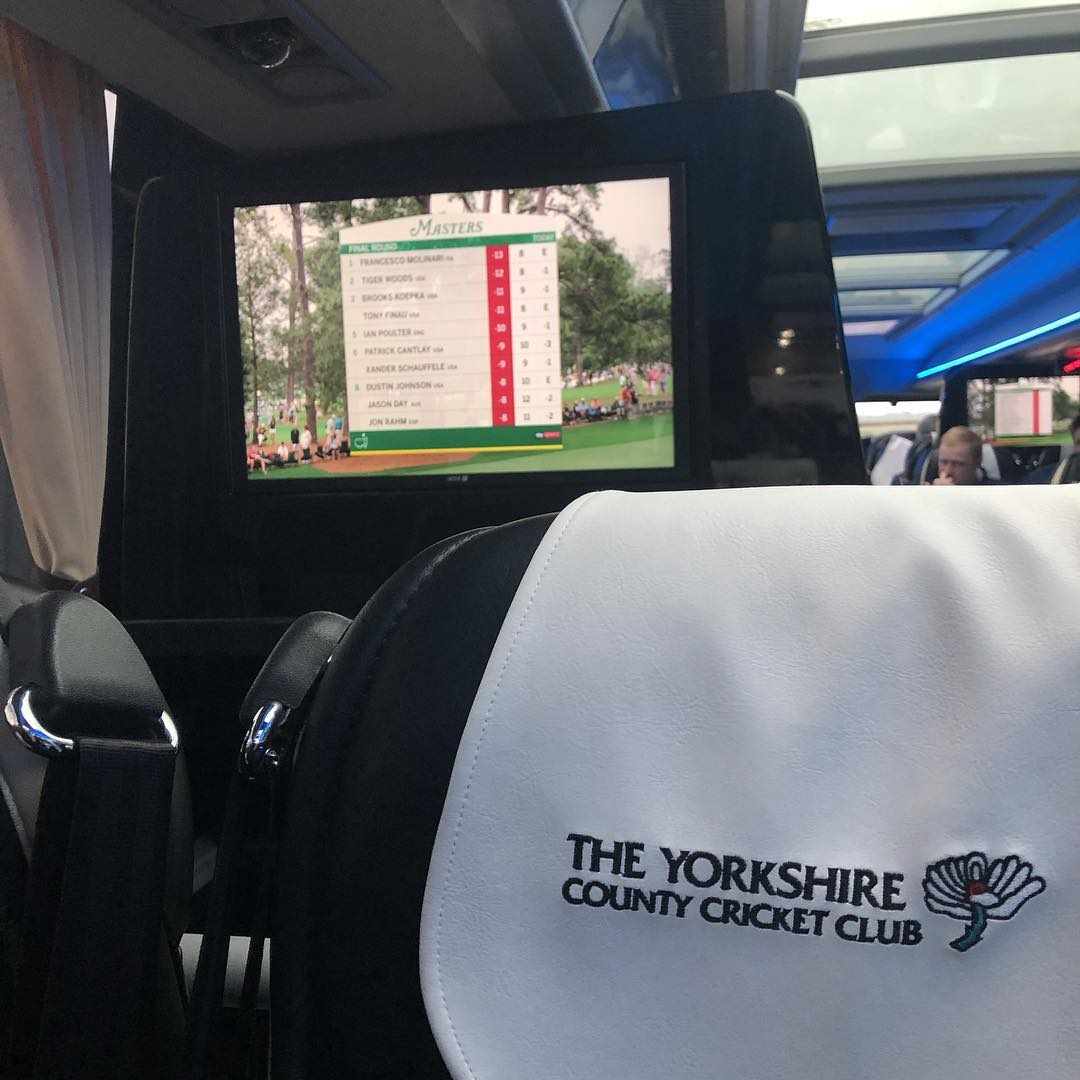 MASTERS
FINAL ROUND TODAY
1 FRANCESCO MOLINARI ITA -13 8 E
2 TIGER WOODS USA -12 8 -1
3 BROOKS KOEPKA USA -11 9 -1
TONY FINAU USA -11 8 E
5 IAN POULTER ENG -10 9 -1
6 PATRICK CANTLAY USA -9 10 -3
XANDER SCHAUFFELE USA -9 9 -1
8 DUSTIN JOHNSON USA -8 10 E
JASON DAY AUS -8 12 -2
JON RAHM ESP -8 11 -2
sky sports
THE YORKSHIRE
COUNTY CRICKET CLUB